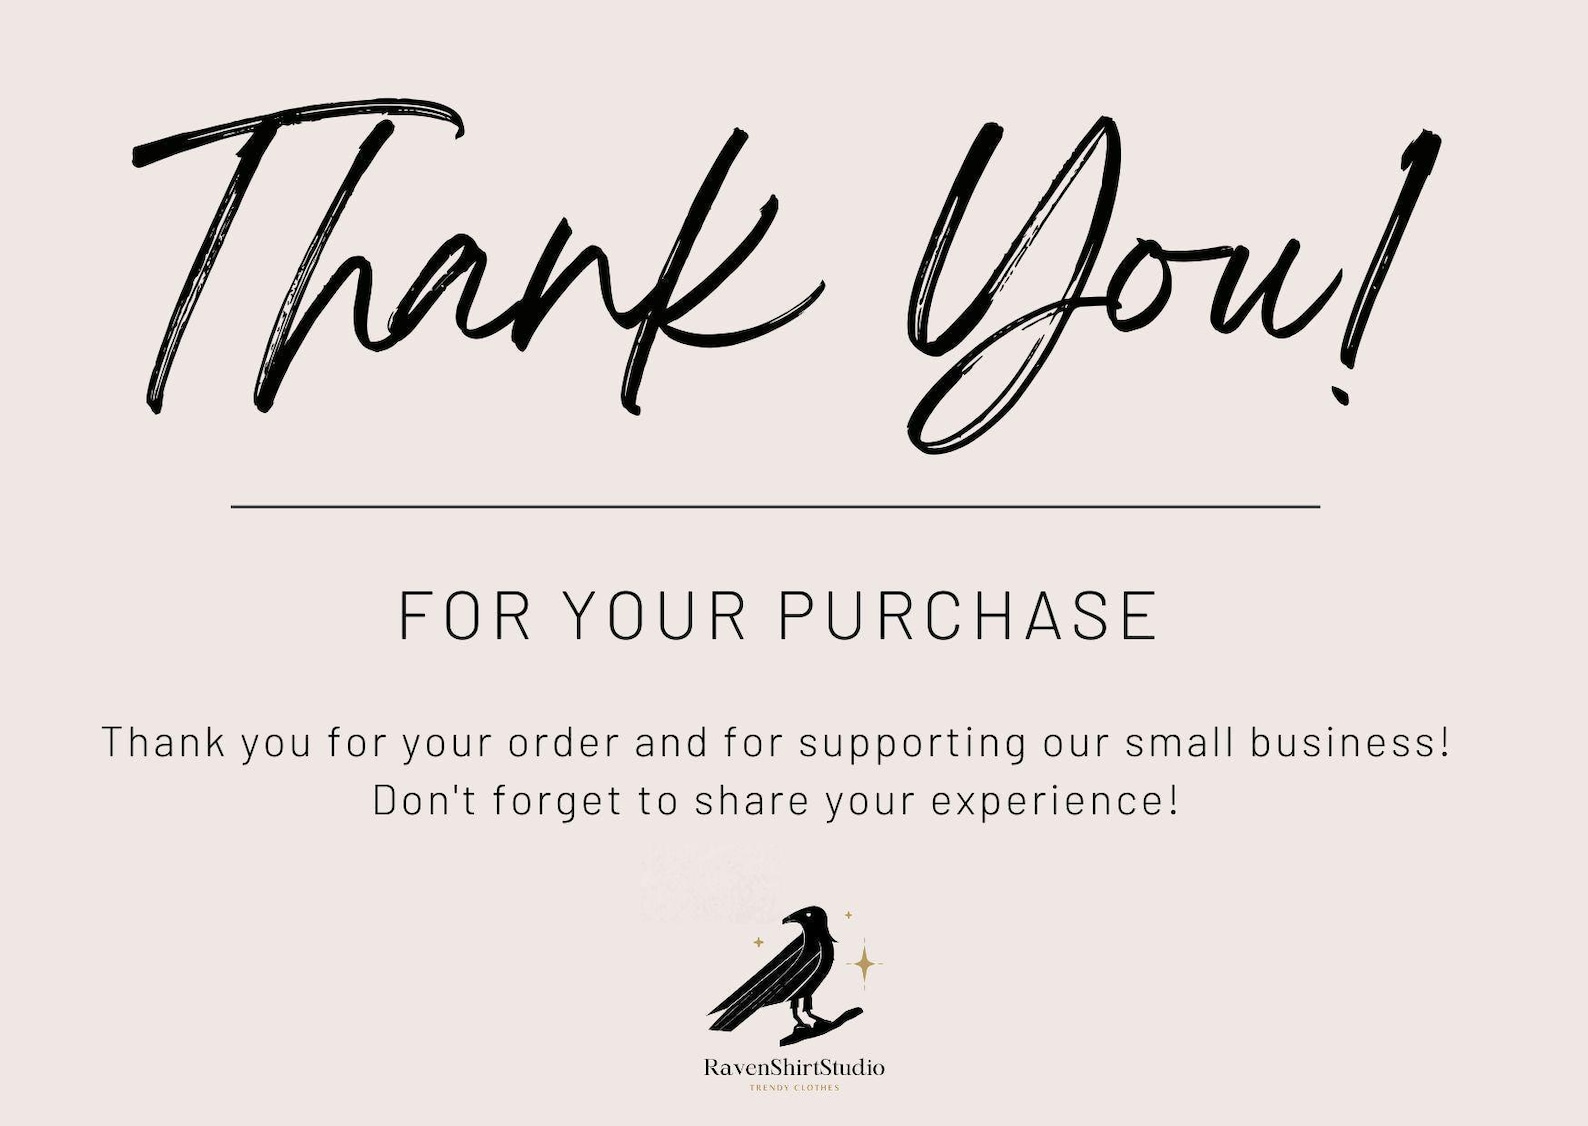 Thank You!
FOR YOUR PURCHASE
Thank you for your order and for supporting our small business!
Don't forget to share your experience!
RavenShirtStudio
TRENDY CLOTHES